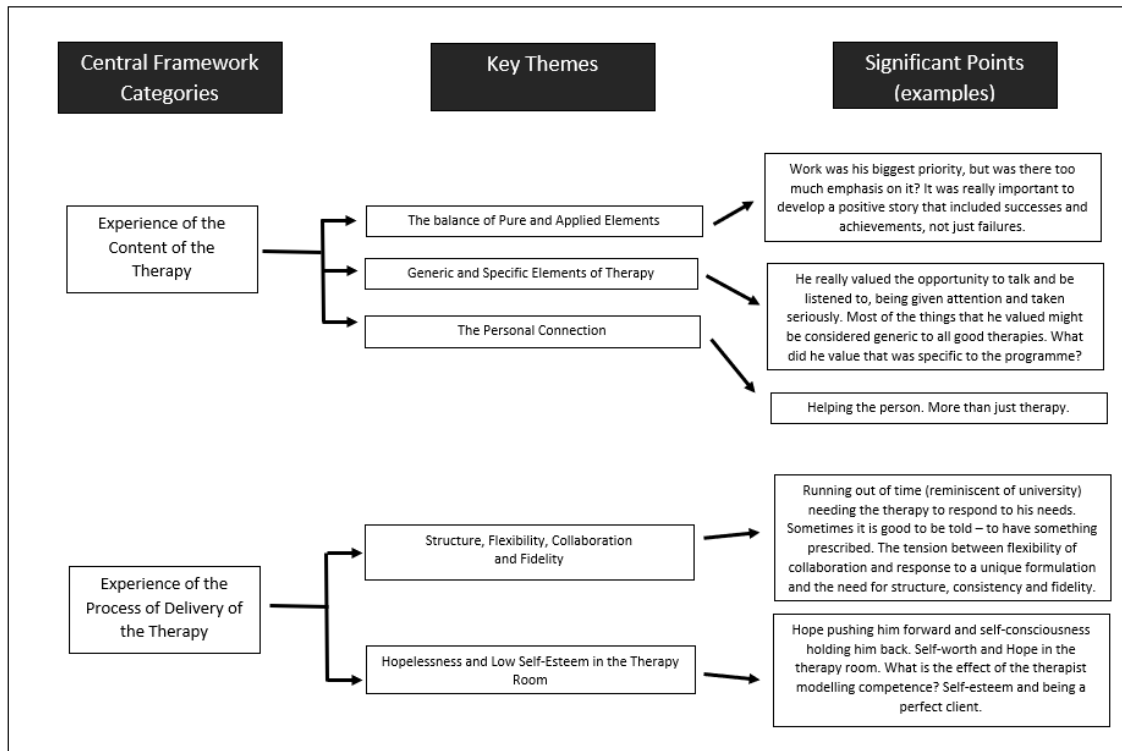 Central Framework
Categories
Key Themes
Significant Points
(examples)
Experience of the
Content of the
Therapy
The balance of Pure and Applied Elements
Generic and Specific Elements of Therapy
The Personal Connection
Work was his biggest priority, but was there too
much emphasis on it? It was really important to
develop a positive story that included successes and
achievements, not just failures.
He really valued the opportunity to talk and be
listened to, being given attention and taken
seriously. Most of the things that he valued might
be considered generic to all good therapies. What
did he value that was specific to the programme?
Helping the person. More than just therapy.
Experience of the
Process of Delivery of
the Therapy
Structure, Flexibility, Collaboration
and Fidelity
Hopelessness and Low Self-Esteem in the Therapy
Room
Running out of time (reminiscent of university)
needing the therapy to respond to his needs.
Sometimes it is good to be told – to have something
prescribed. The tension between flexibility of
collaboration and response to a unique formulation
and the need for structure, consistency and fidelity.
Hope pushing him forward and self-consciousness
holding him back. Self-worth and Hope in the
therapy room. What is the effect of the therapist
modelling competence? Self-esteem and being a
perfect client.